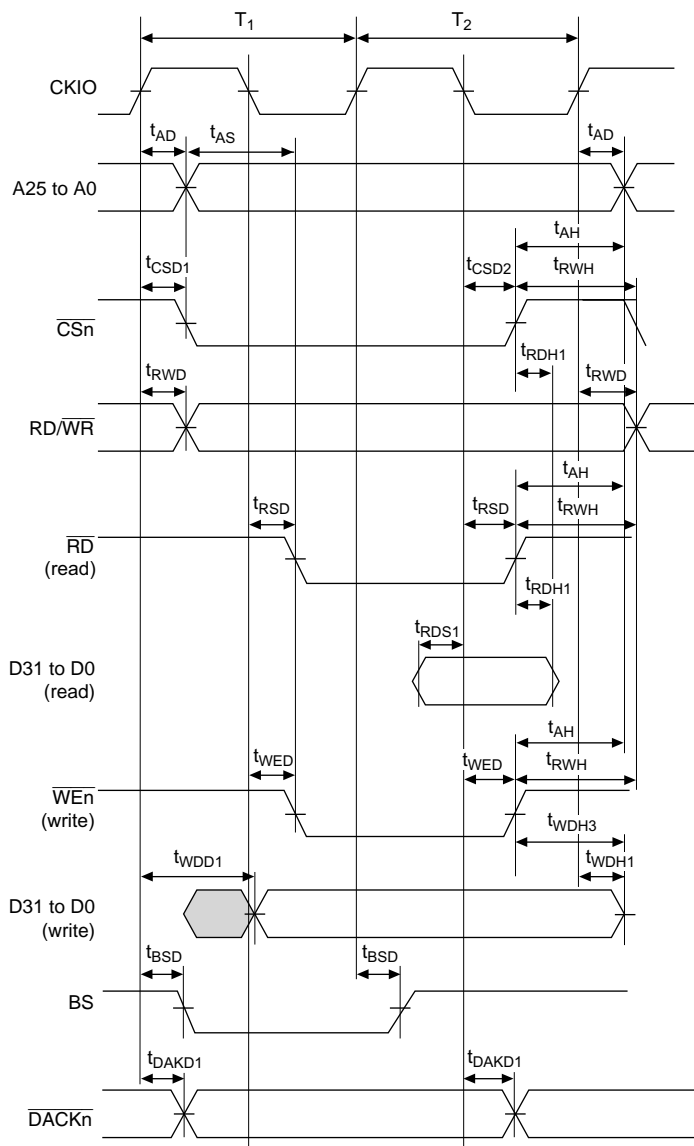 T1 T2
CKIO
tAD tAS tAD
A25 to A0
tAH
tCSD1 tCSD2 tRWH
CSn
tRDH1
tRWD tRWD
RD/WR
tAH
tRSD tRSD tRWH
RD
(read)
tRDH1
tRDS1
D31 to D0
(read)
tAH
tWED tWED tRWH
WEn
(write)
tWDH3
tWDD1 tWDH1
D31 to D0
(write)
tBSD tBSD
BS
tDAKD1 tDAKD1
DACKn